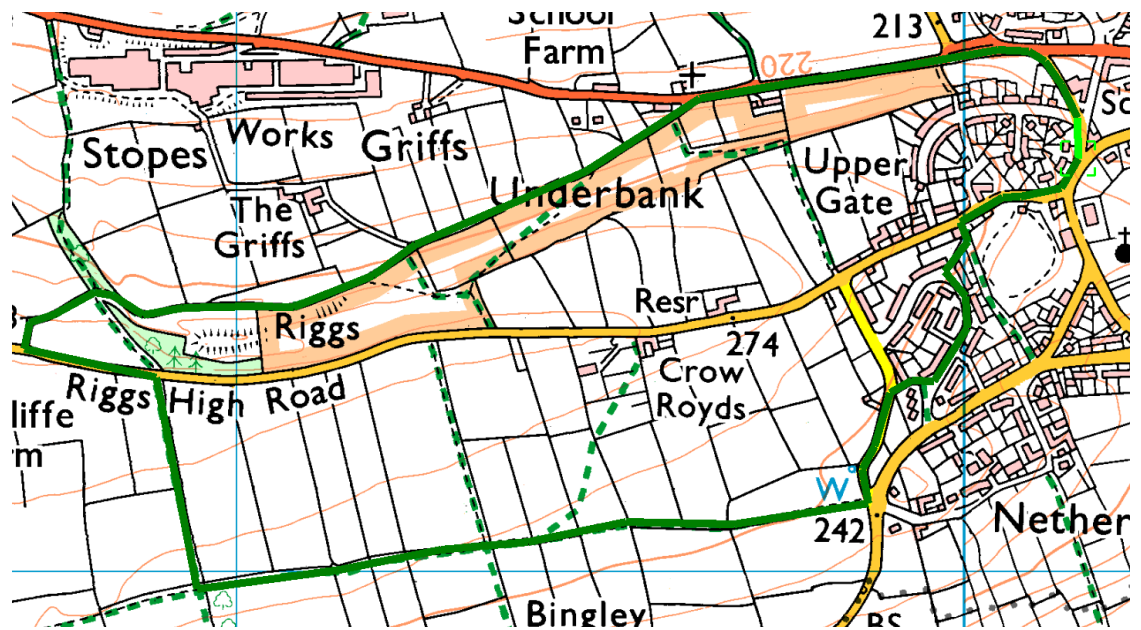 School
Farm
213
220
Works
Stopes
Griffs
Underbank
Upper
Gate
The
Griffs
Riggs
Resr
274
Crow
Royds
Riggs High Road
liffe
m
W
242
Nether
Bingley
BS
Sc